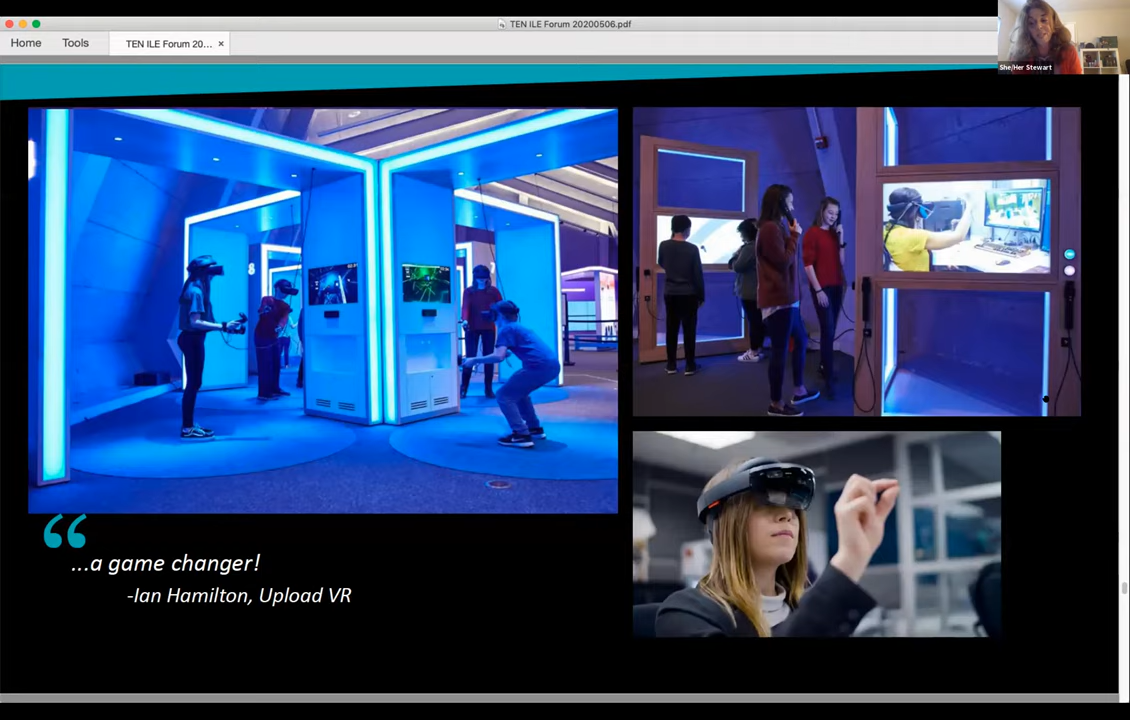 TEN ILE Forum 20200506.pdf
Home
Tools
TEN ILE Forum 20... ×
She/Her Stewart
“
...a game changer!
-Ian Hamilton, Upload VR